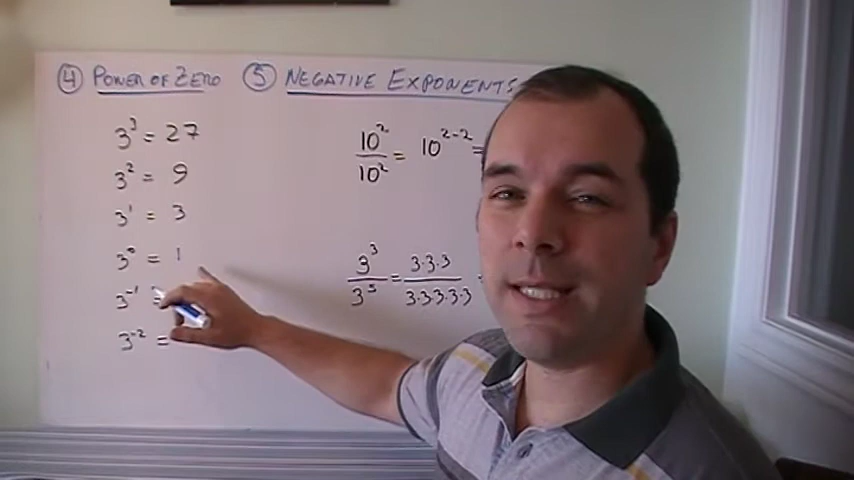 ④ POWER OF ZERO ⑤ NEGATIVE EXPONENTS
3³ = 27
3² = 9
3¹ = 3
3⁰ = 1
3⁻¹ =
3⁻² =
10²/10² = 10²⁻² =
3³/3⁵ = 3·3·3/3·3·3·3·3